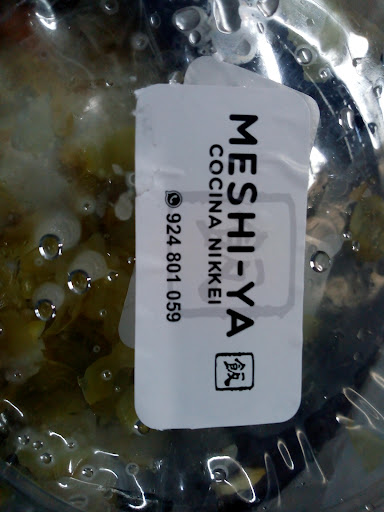 MESHI-YA
COCINA NIKKEI
924 801 059
飯